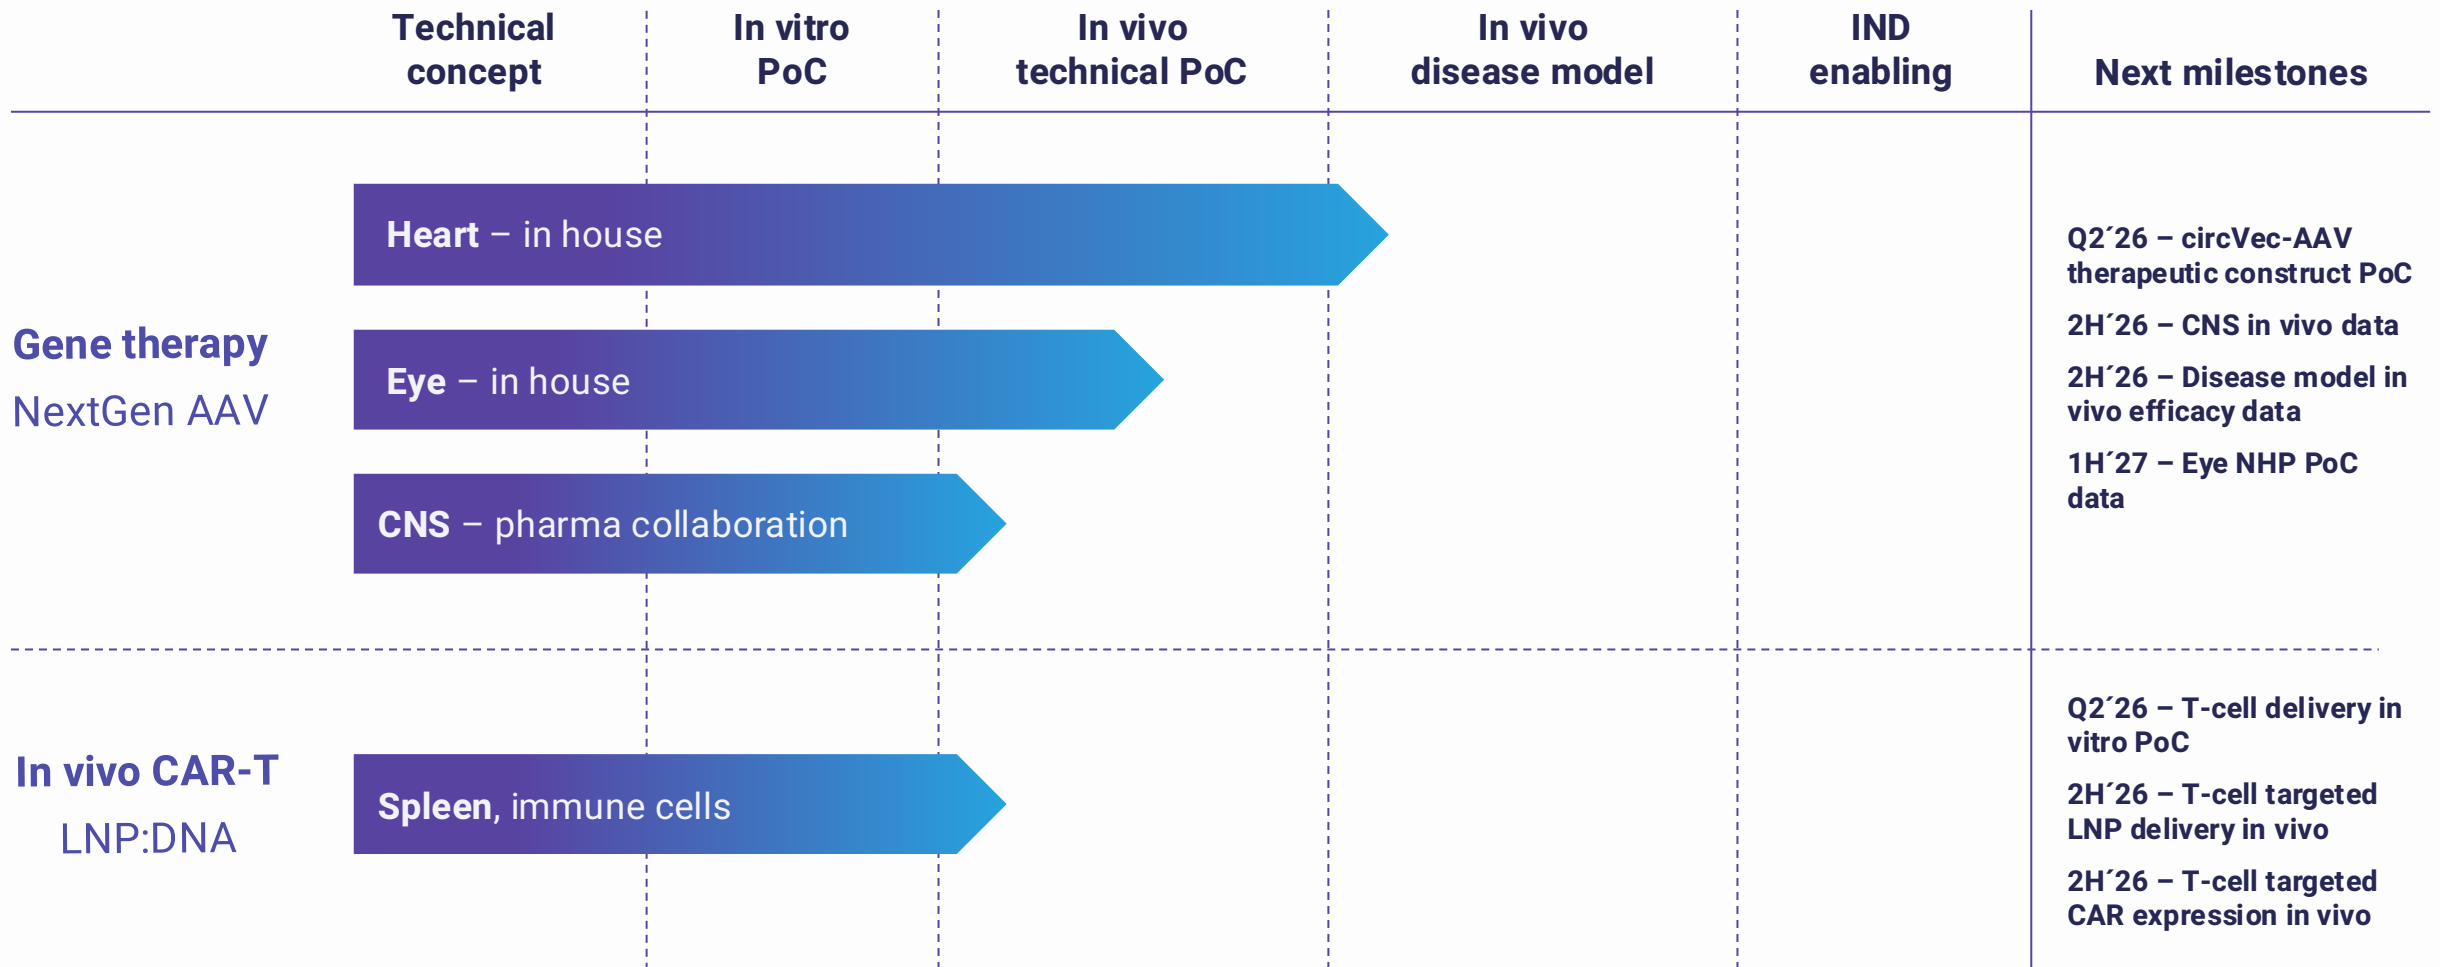 Technical
concept
In vitro
PoC
In vivo
technical PoC
In vivo
disease model
IND
enabling
Next milestones
Gene therapy
NextGen AAV
Heart – in house
Eye – in house
CNS – pharma collaboration
Q2´26 – circVec-AAV
therapeutic construct PoC
2H´26 – CNS in vivo data
2H´26 – Disease model in
vivo efficacy data
1H´27 – Eye NHP PoC
data
In vivo CAR-T
LNP:DNA
Spleen, immune cells
Q2´26 – T-cell delivery in
vitro PoC
2H´26 – T-cell targeted
LNP delivery in vivo
2H´26 – T-cell targeted
CAR expression in vivo